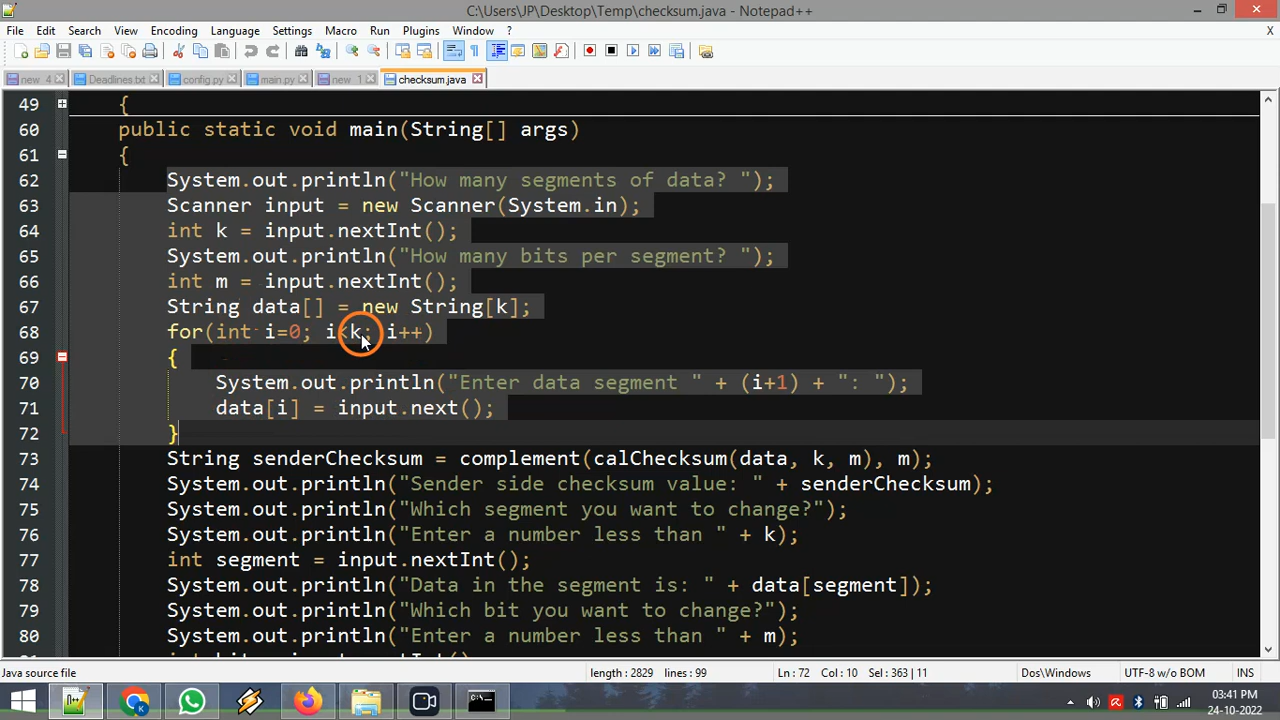 C:\Users\JP\Desktop\Temp\checksum.java - Notepad++
File Edit Search View Encoding Language Settings Macro Run Plugins Window ? X
new 4 Deadlines.txt config.py main.py new 1 checksum.java
49 {
60 public static void main(String[] args)
61 {
62 System.out.println("How many segments of data? ");
63 Scanner input = new Scanner(System.in);
64 int k = input.nextInt();
65 System.out.println("How many bits per segment? ");
66 int m = input.nextInt();
67 String data[] = new String[k];
68 for(int i=0; i<k; i++)
69 {
70 System.out.println("Enter data segment " + (i+1) + ": ");
71 data[i] = input.next();
72 }
73 String senderChecksum = complement(calChecksum(data, k, m), m);
74 System.out.println("Sender side checksum value: " + senderChecksum);
75 System.out.println("Which segment you want to change?");
76 System.out.println("Enter a number less than " + k);
77 int segment = input.nextInt();
78 System.out.println("Data in the segment is: " + data[segment]);
79 System.out.println("Which bit you want to change?");
80 System.out.println("Enter a number less than " + m);
Java source file length : 2829 lines : 99 Ln : 72 Col : 10 Sel : 363 | 11 Dos\Windows UTF-8 w/o BOM INS
03:41 PM
24-10-2022